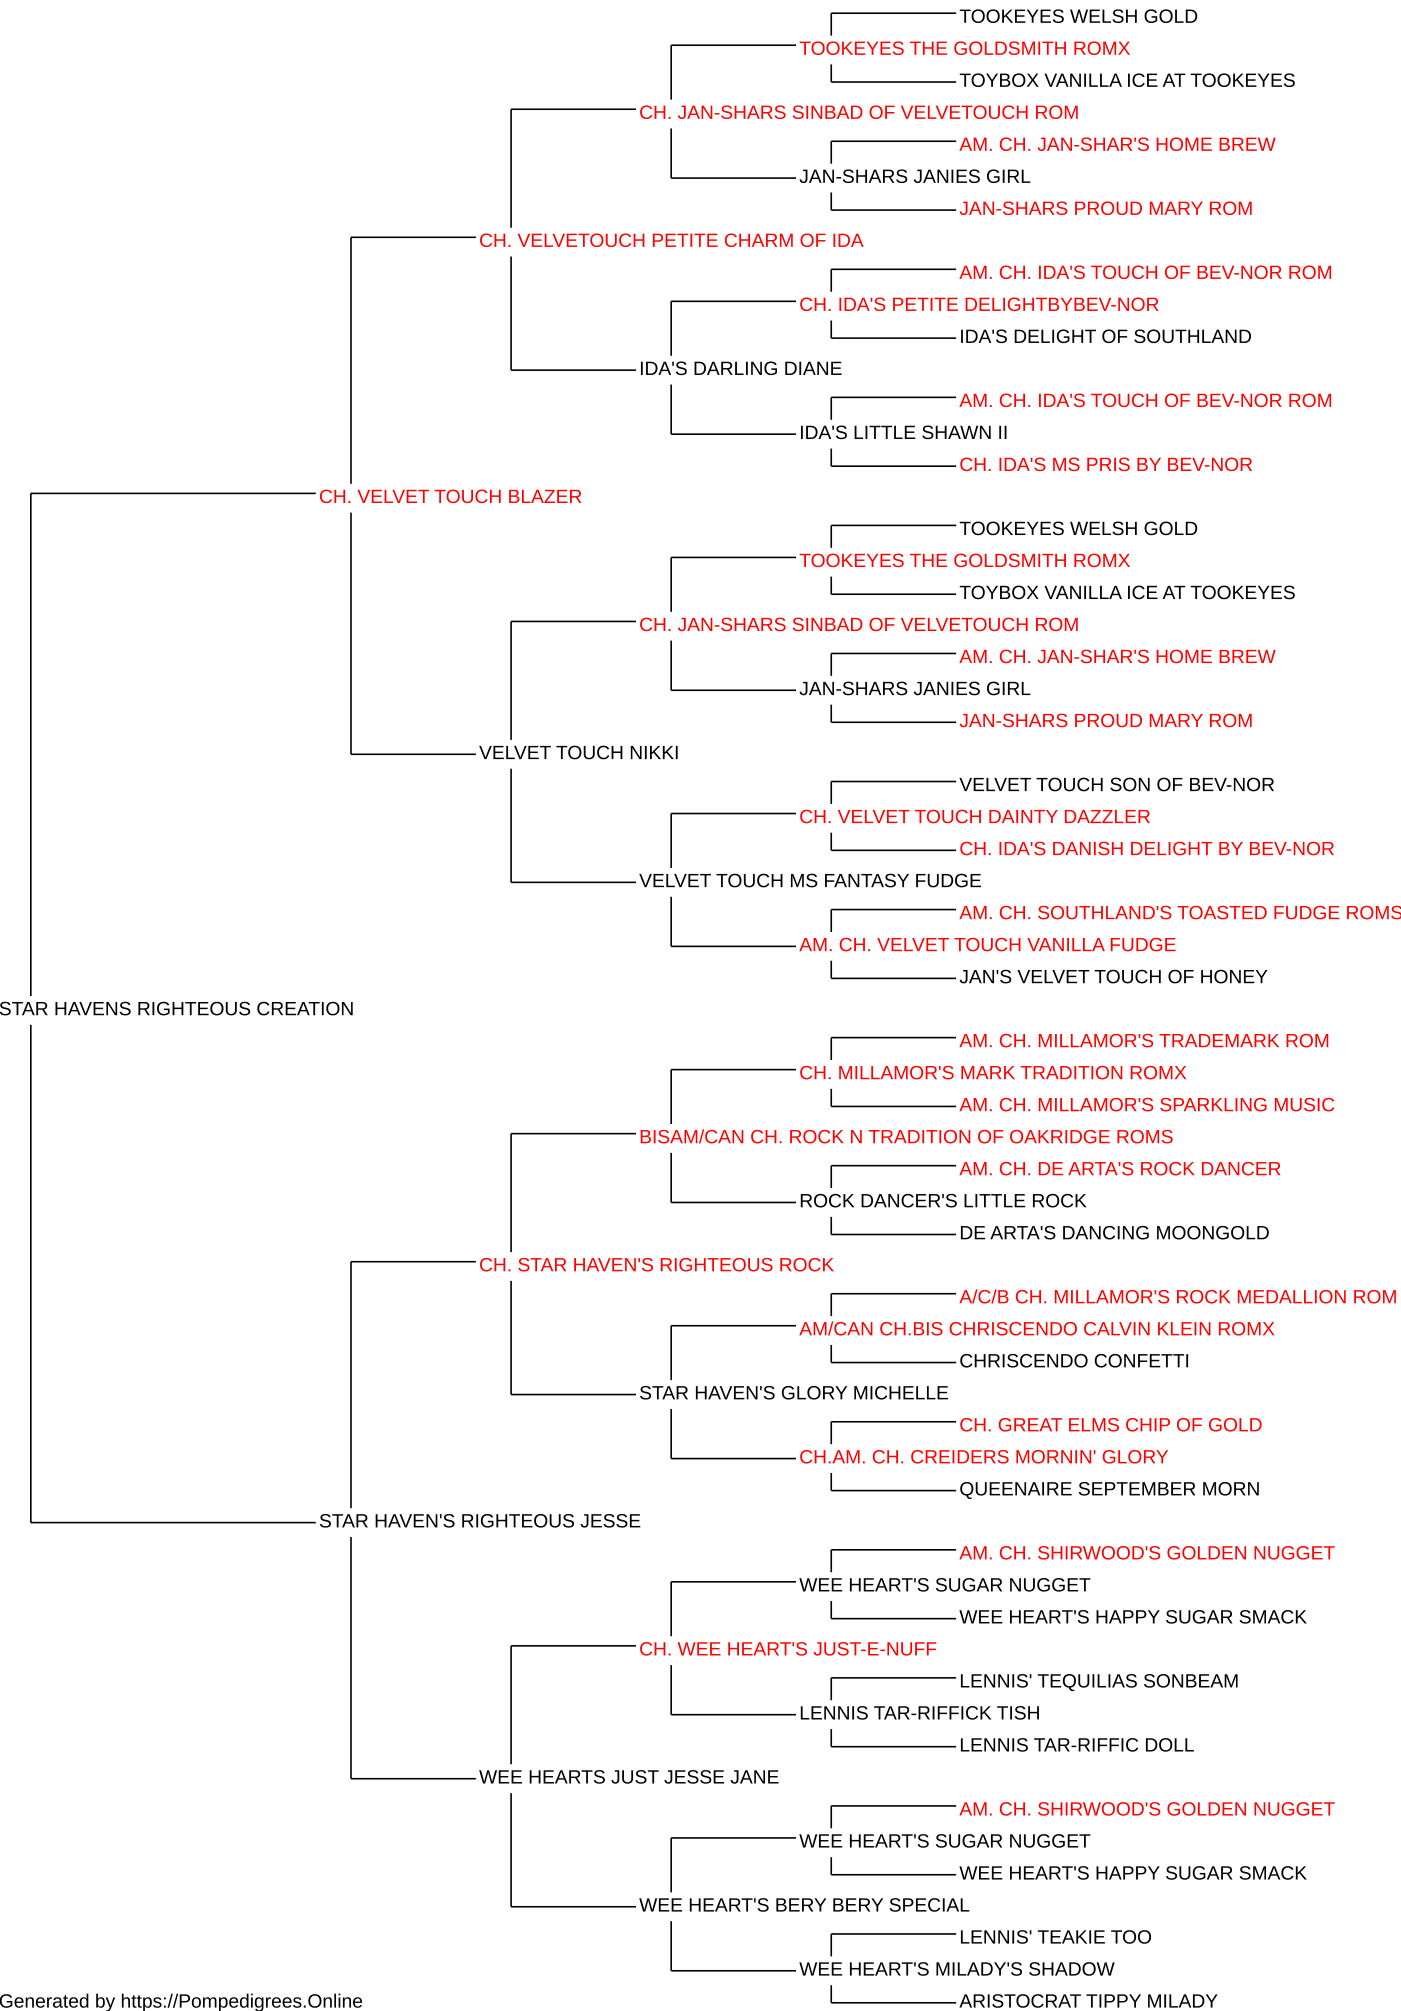 TOOKEYES WELSH GOLD
TOOKEYES THE GOLDSMITH ROMX
TOYBOX VANILLA ICE AT TOOKEYES
CH. JAN-SHARS SINBAD OF VELVETOUCH ROM
AM. CH. JAN-SHAR'S HOME BREW
JAN-SHARS JANIES GIRL
JAN-SHARS PROUD MARY ROM
CH. VELVETOUCH PETITE CHARM OF IDA
AM. CH. IDA'S TOUCH OF BEV-NOR ROM
CH. IDA'S PETITE DELIGHTBYBEV-NOR
IDA'S DELIGHT OF SOUTHLAND
IDA'S DARLING DIANE
AM. CH. IDA'S TOUCH OF BEV-NOR ROM
IDA'S LITTLE SHAWN II
CH. IDA'S MS PRIS BY BEV-NOR
CH. VELVET TOUCH BLAZER
TOOKEYES WELSH GOLD
TOOKEYES THE GOLDSMITH ROMX
TOYBOX VANILLA ICE AT TOOKEYES
CH. JAN-SHARS SINBAD OF VELVETOUCH ROM
AM. CH. JAN-SHAR'S HOME BREW
JAN-SHARS JANIES GIRL
JAN-SHARS PROUD MARY ROM
VELVET TOUCH NIKKI
VELVET TOUCH SON OF BEV-NOR
CH. VELVET TOUCH DAINTY DAZZLER
CH. IDA'S DANISH DELIGHT BY BEV-NOR
VELVET TOUCH MS FANTASY FUDGE
AM. CH. SOUTHLAND'S TOASTED FUDGE ROMS
AM. CH. VELVET TOUCH VANILLA FUDGE
JAN'S VELVET TOUCH OF HONEY
STAR HAVENS RIGHTEOUS CREATION
AM. CH. MILLAMOR'S TRADEMARK ROM
CH. MILLAMOR'S MARK TRADITION ROMX
AM. CH. MILLAMOR'S SPARKLING MUSIC
BISAM/CAN CH. ROCK N TRADITION OF OAKRIDGE ROMS
AM. CH. DE ARTA'S ROCK DANCER
ROCK DANCER'S LITTLE ROCK
DE ARTA'S DANCING MOONGOLD
CH. STAR HAVEN'S RIGHTEOUS ROCK
A/C/B CH. MILLAMOR'S ROCK MEDALLION ROM
AM/CAN CH.BIS CHRISCENDO CALVIN KLEIN ROMX
CHRISCENDO CONFETTI
STAR HAVEN'S GLORY MICHELLE
CH. GREAT ELMS CHIP OF GOLD
CH.AM. CH. CREIDERS MORNIN' GLORY
QUEENAIRE SEPTEMBER MORN
STAR HAVEN'S RIGHTEOUS JESSE
AM. CH. SHIRWOOD'S GOLDEN NUGGET
WEE HEART'S SUGAR NUGGET
WEE HEART'S HAPPY SUGAR SMACK
CH. WEE HEART'S JUST-E-NUFF
LENNIS' TEQUILIAS SONBEAM
LENNIS TAR-RIFFICK TISH
LENNIS TAR-RIFFIC DOLL
WEE HEARTS JUST JESSE JANE
AM. CH. SHIRWOOD'S GOLDEN NUGGET
WEE HEART'S SUGAR NUGGET
WEE HEART'S HAPPY SUGAR SMACK
WEE HEART'S BERY BERY SPECIAL
LENNIS' TEAKIE TOO
WEE HEART'S MILADY'S SHADOW
ARISTOCRAT TIPPY MILADY
Generated by https://Pompedigrees.Online